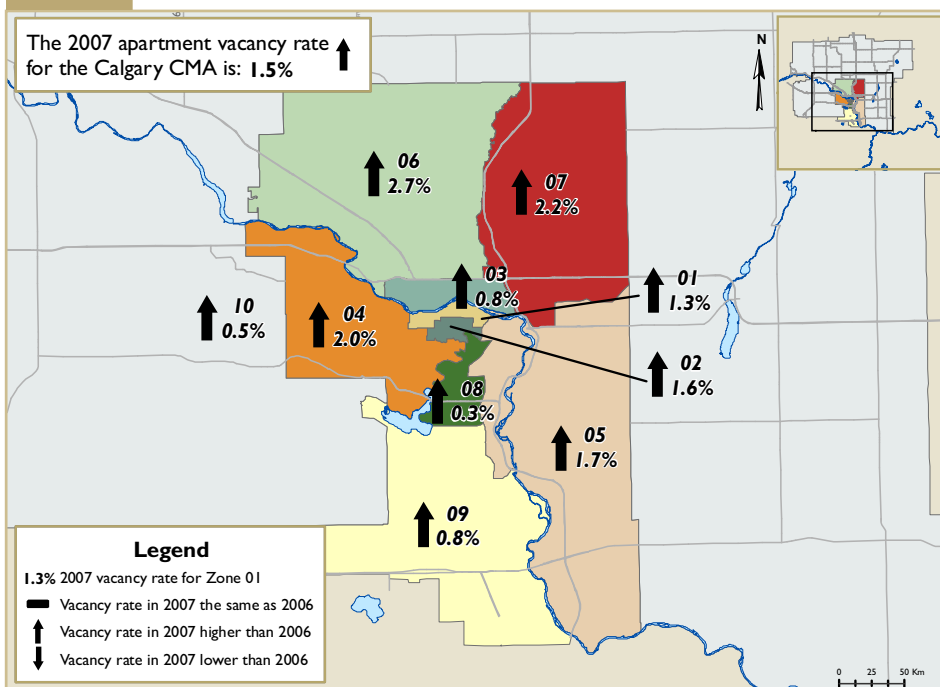 The 2007 apartment vacancy rate
for the Calgary CMA is: 1.5%
N
06
2.7%
07
2.2%
03
0.8%
01
1.3%
10
0.5%
04
2.0%
02
1.6%
08
0.3%
05
1.7%
09
0.8%
Legend
1.3% 2007 vacancy rate for Zone 01
Vacancy rate in 2007 the same as 2006
Vacancy rate in 2007 higher than 2006
Vacancy rate in 2007 lower than 2006
0 25 50 Km